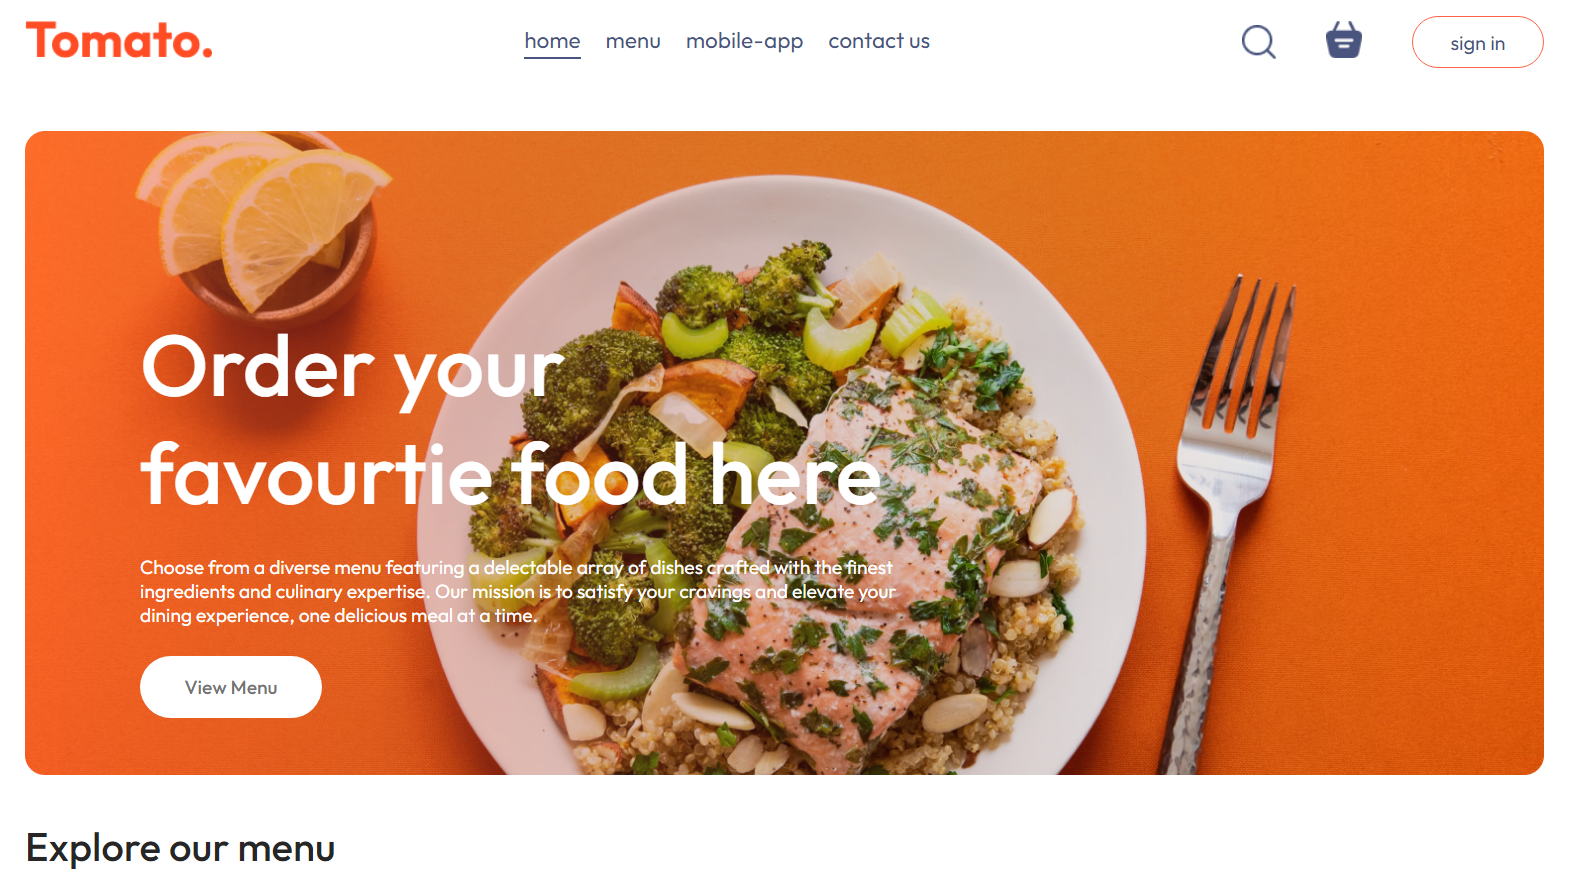 Tomato.
home menu mobile-app contact us
sign in
Order your
favourtie food here
Choose from a diverse menu featuring a delectable array of dishes crafted with the finest
ingredients and culinary expertise. Our mission is to satisfy your cravings and elevate your
dining experience, one delicious meal at a time.
View Menu
Explore our menu